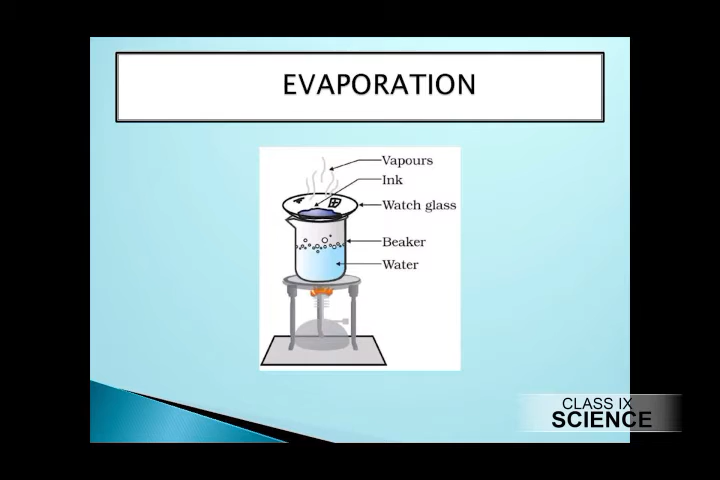 EVAPORATION
Vapours
Ink
Watch glass
Beaker
Water
CLASS IX
SCIENCE